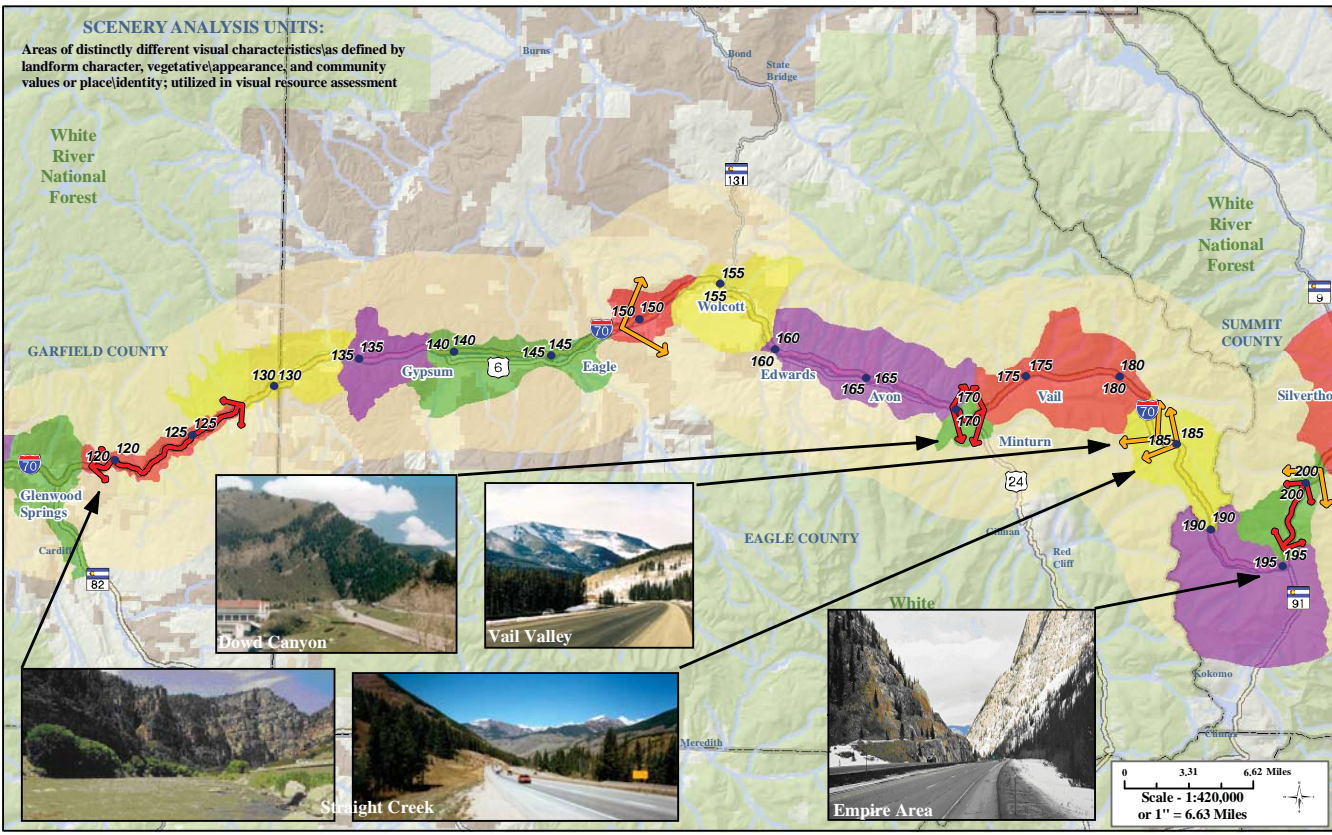 SCENERY ANALYSIS UNITS:
Areas of distinctly different visual characteristics\as defined by
landform character, vegetative\appearance, and community
values or place\identity; utilized in visual resource assessment
Burns
Bond
State
Bridge
White
River
National
Forest
131
White
River
National
Forest
9
155
155
Wolcott
150
150
70
SUMMIT
COUNTY
GARFIELD COUNTY
135
135
140
140
145
145
6
Gypsum
Eagle
160
160
Edwards
165
165
Avon
170
170
175
175
Vail
180
180
70
Silvertho
130
130
125
125
120
120
70
Glenwood
Springs
Minturn
185
185
24
200
200
Cardiff
82
EAGLE COUNTY
Gilman
Red
Cliff
190
190
195
195
91
White
Dowd Canyon
Vail Valley
Kokomo
Climax
Meredith
Straight Creek
Empire Area
0 3.31 6.62 Miles
Scale - 1:420,000
or 1" = 6.63 Miles